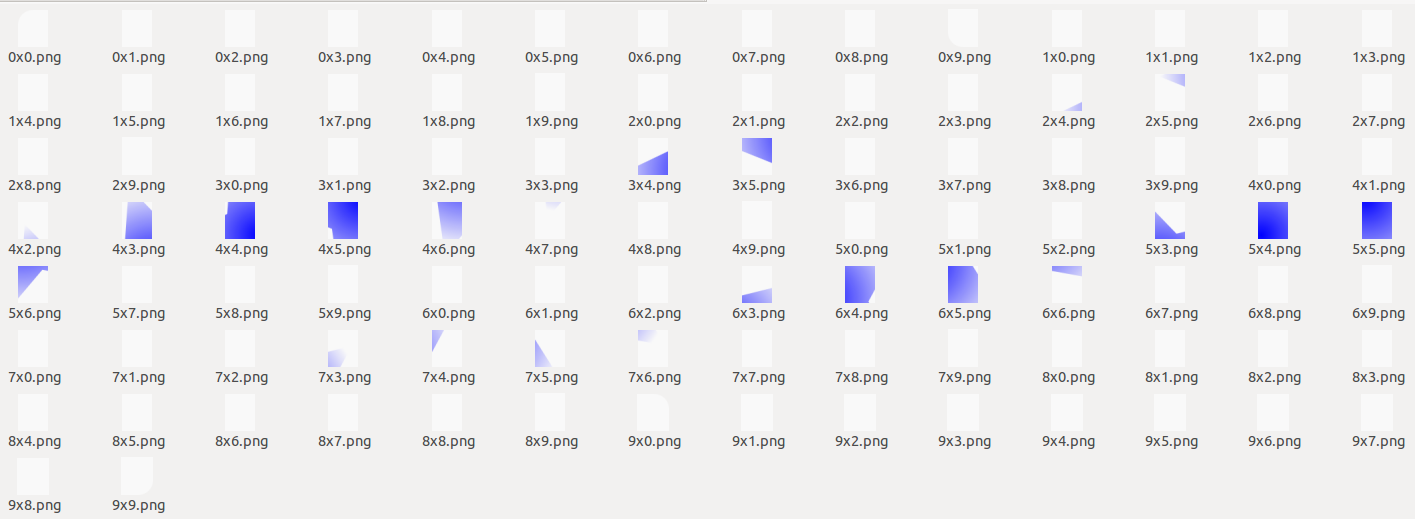 0x0.png 0x1.png 0x2.png 0x3.png 0x4.png 0x5.png 0x6.png 0x7.png 0x8.png 0x9.png 1x0.png 1x1.png 1x2.png 1x3.png
1x4.png 1x5.png 1x6.png 1x7.png 1x8.png 1x9.png 2x0.png 2x1.png 2x2.png 2x3.png 2x4.png 2x5.png 2x6.png 2x7.png
2x8.png 2x9.png 3x0.png 3x1.png 3x2.png 3x3.png 3x4.png 3x5.png 3x6.png 3x7.png 3x8.png 3x9.png 4x0.png 4x1.png
4x2.png 4x3.png 4x4.png 4x5.png 4x6.png 4x7.png 4x8.png 4x9.png 5x0.png 5x1.png 5x2.png 5x3.png 5x4.png 5x5.png
5x6.png 5x7.png 5x8.png 5x9.png 6x0.png 6x1.png 6x2.png 6x3.png 6x4.png 6x5.png 6x6.png 6x7.png 6x8.png 6x9.png
7x0.png 7x1.png 7x2.png 7x3.png 7x4.png 7x5.png 7x6.png 7x7.png 7x8.png 7x9.png 8x0.png 8x1.png 8x2.png 8x3.png
8x4.png 8x5.png 8x6.png 8x7.png 8x8.png 8x9.png 9x0.png 9x1.png 9x2.png 9x3.png 9x4.png 9x5.png 9x6.png 9x7.png
9x8.png 9x9.png